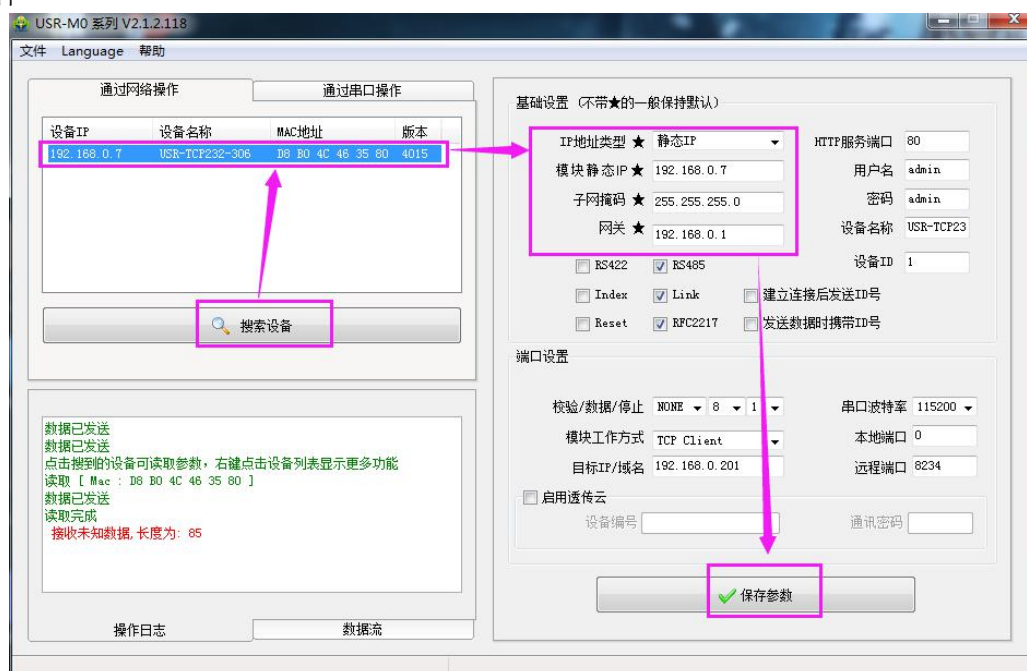 USR-M0 系列 V2.1.2.118
文件 Language 帮助
通过网络操作 通过串口操作
设备IP 设备名称 MAC地址 版本
192.168.0.7 USR-TCP232-306 D8 B0 4C 46 35 80 4015
搜索设备
数据已发送
数据已发送
点击搜到的设备可读取参数，右键点击设备列表显示更多功能
读取 [ Mac : D8 B0 4C 46 35 80 ]
数据已发送
读取完成
接收未知数据,长度为: 85
操作日志 数据流
基础设置（不带★的一般保持默认）
IP地址类型 ★ 静态IP HTTP服务端口 80
模块静态IP★ 192.168.0.7 用户名 admin
子网掩码 ★ 255.255.255.0 密码 admin
网关 ★ 192.168.0.1 设备名称 USR-TCP23
RS422 RS485 设备ID 1
Index Link 建立连接后发送ID号
Reset RFC2217 发送数据时携带ID号
端口设置
校验/数据/停止 NONE 8 1 串口波特率 115200
模块工作方式 TCP Client 本地端口 0
目标IP/域名 192.168.0.201 远程端口 8234
启用透传云
设备编号 通讯密码
保存参数